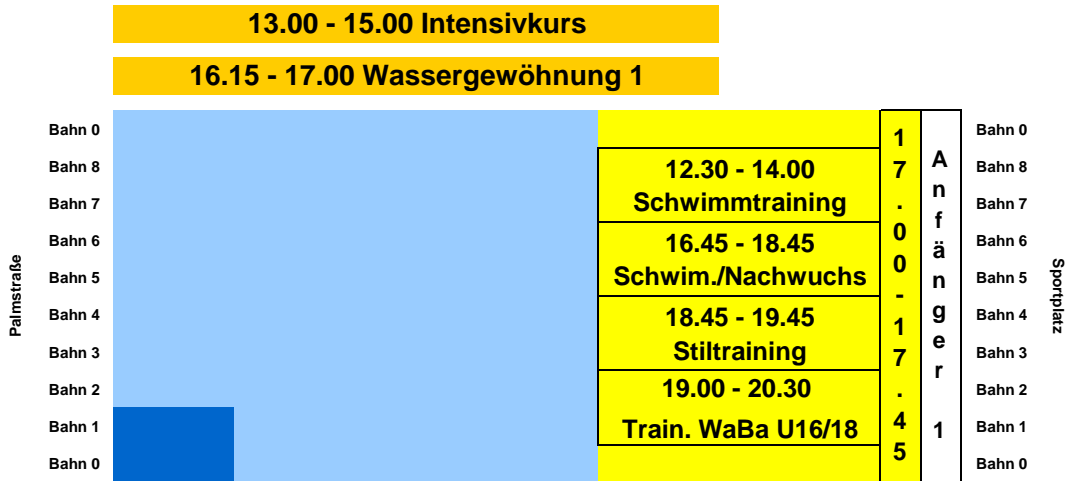 13.00 - 15.00 Intensivkurs
16.15 - 17.00 Wassergewöhnung 1
Palmstraße
Bahn 0
Bahn 8
Bahn 7
Bahn 6
Bahn 5
Bahn 4
Bahn 3
Bahn 2
Bahn 1
Bahn 0
12.30 - 14.00
Schwimmtraining
16.45 - 18.45
Schwim./Nachwuchs
18.45 - 19.45
Stiltraining
19.00 - 20.30
Train. WaBa U16/18
17.00-17.45
Anfänger 1
Bahn 0
Bahn 8
Bahn 7
Bahn 6
Bahn 5
Bahn 4
Bahn 3
Bahn 2
Bahn 1
Bahn 0
Sportplatz